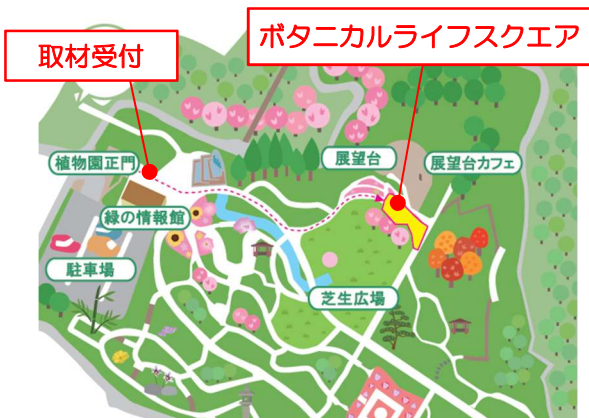 取材受付
ボタニカルライフスクエア
植物園正門
展望台
展望台カフェ
緑の情報館
駐車場
芝生広場